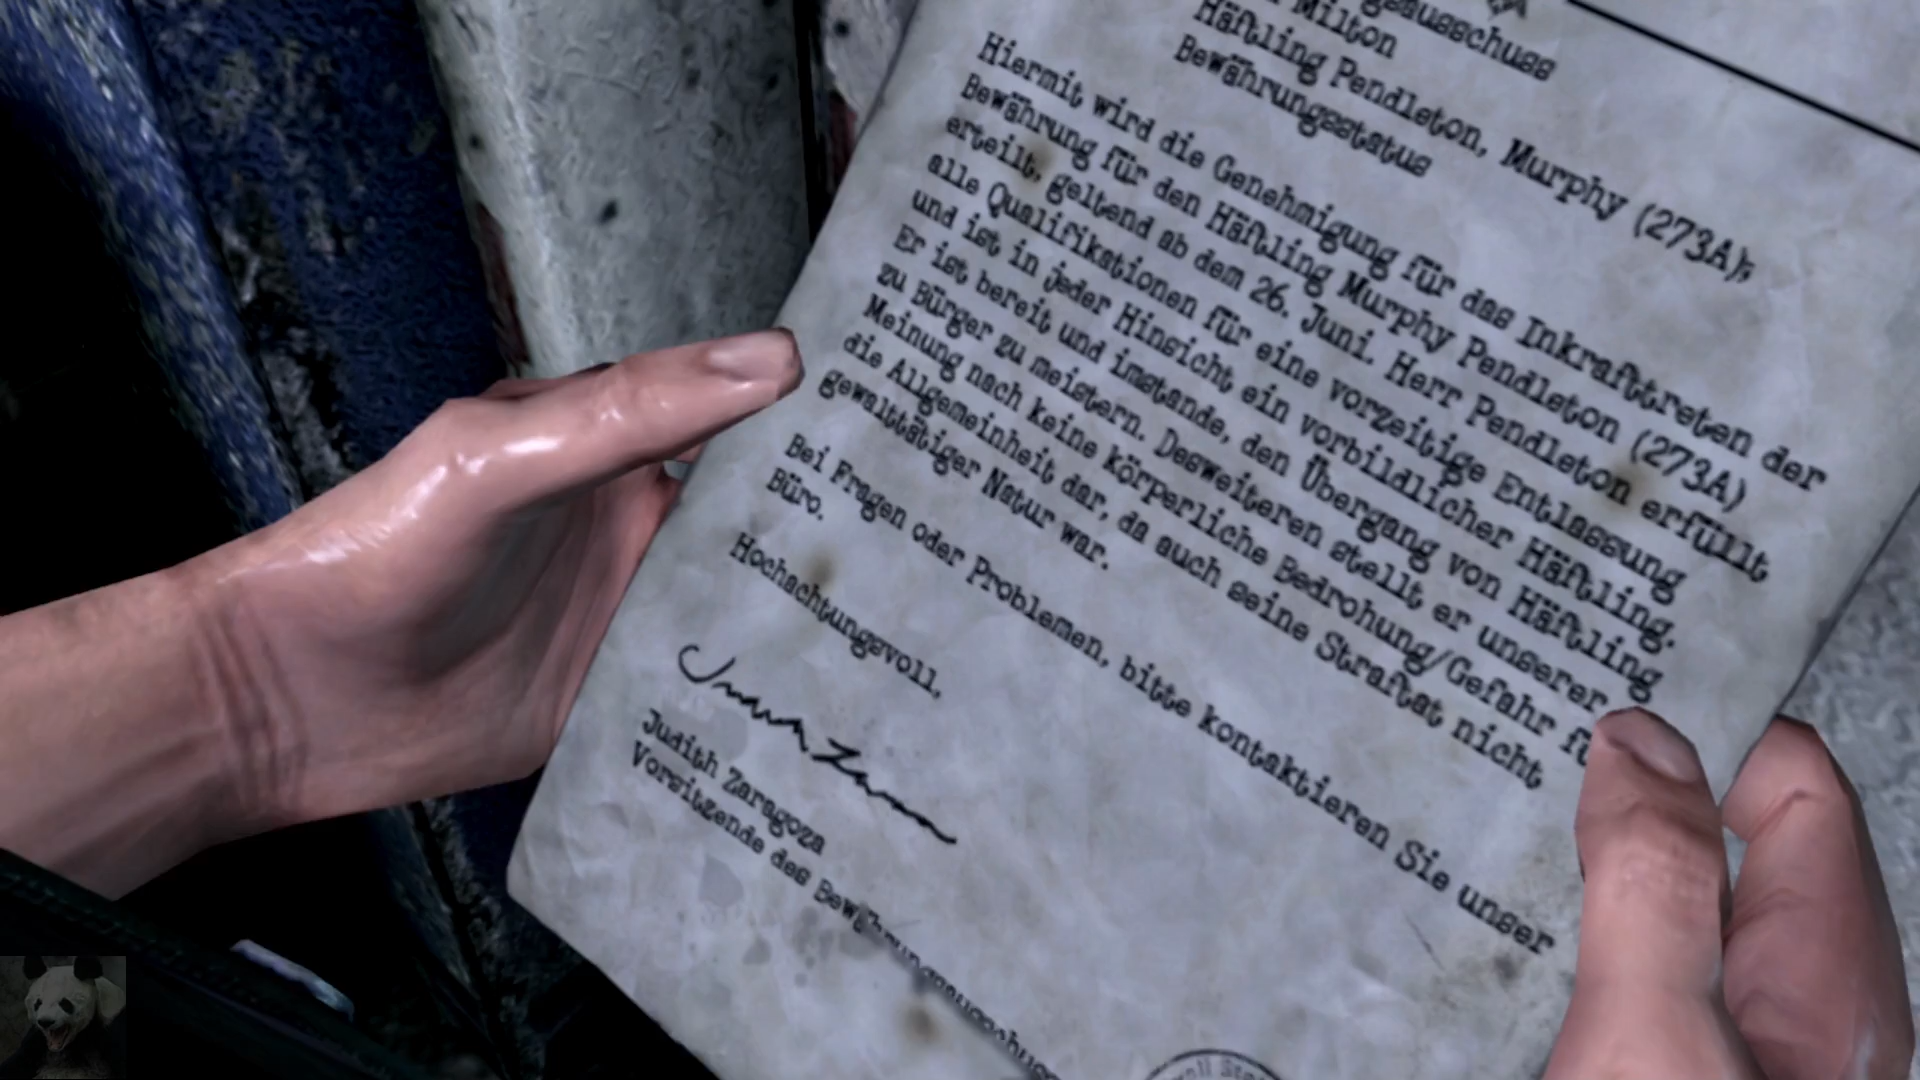 Milton
Häftling Pendleton, Murphy (273A);
Bewährungsstatus
Hiermit wird die Genehmigung für das Inkrafttreten der
Bewährung für den Häftling Murphy Pendleton (273A)
erteilt, geltend ab dem 26. Juni. Herr Pendleton erfüllt
alle Qualifikationen für eine vorzeitige Entlassung
und ist in jeder Hinsicht ein vorbildlicher Häftling.
Er ist bereit und imstande, den Übergang von Häftling
zu Bürger zu meistern. Desweiteren stellt er unserer
Meinung nach keine körperliche Bedrohung/Gefahr fü
die Allgemeinheit dar, da auch seine Straftat nicht
gewalttätiger Natur war.
Bei Fragen oder Problemen, bitte kontaktieren Sie unser
Büro.
Hochachtungsvoll,
Judith Zaragoza
Vorsitzende des Bewährungsausschuss